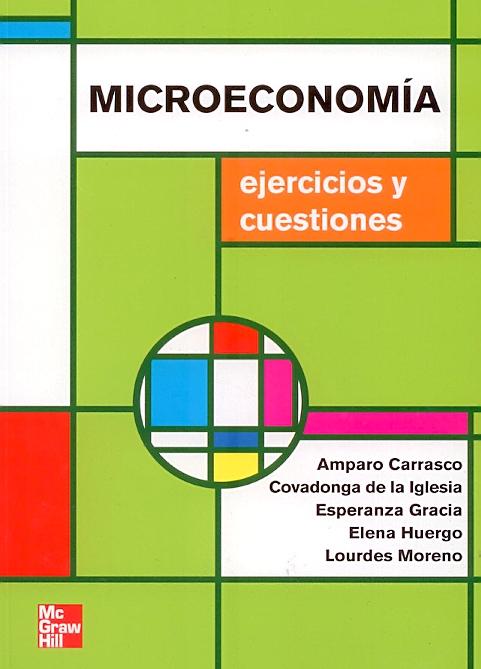 MICROECONOMÍA
ejercicios y
cuestiones
Amparo Carrasco
Covadonga de la Iglesia
Esperanza Gracia
Elena Huergo
Lourdes Moreno
Mc
Graw
Hill